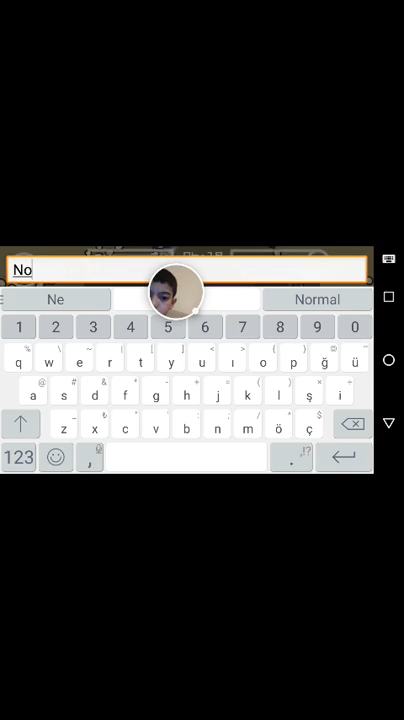 No
Ne Normal
1 2 3 4 5 6 7 8 9 0
q w e r t y u ı o p ğ ü
a s d f g h j k l ş i
z x c v b n m ö ç
123 , . ,!?